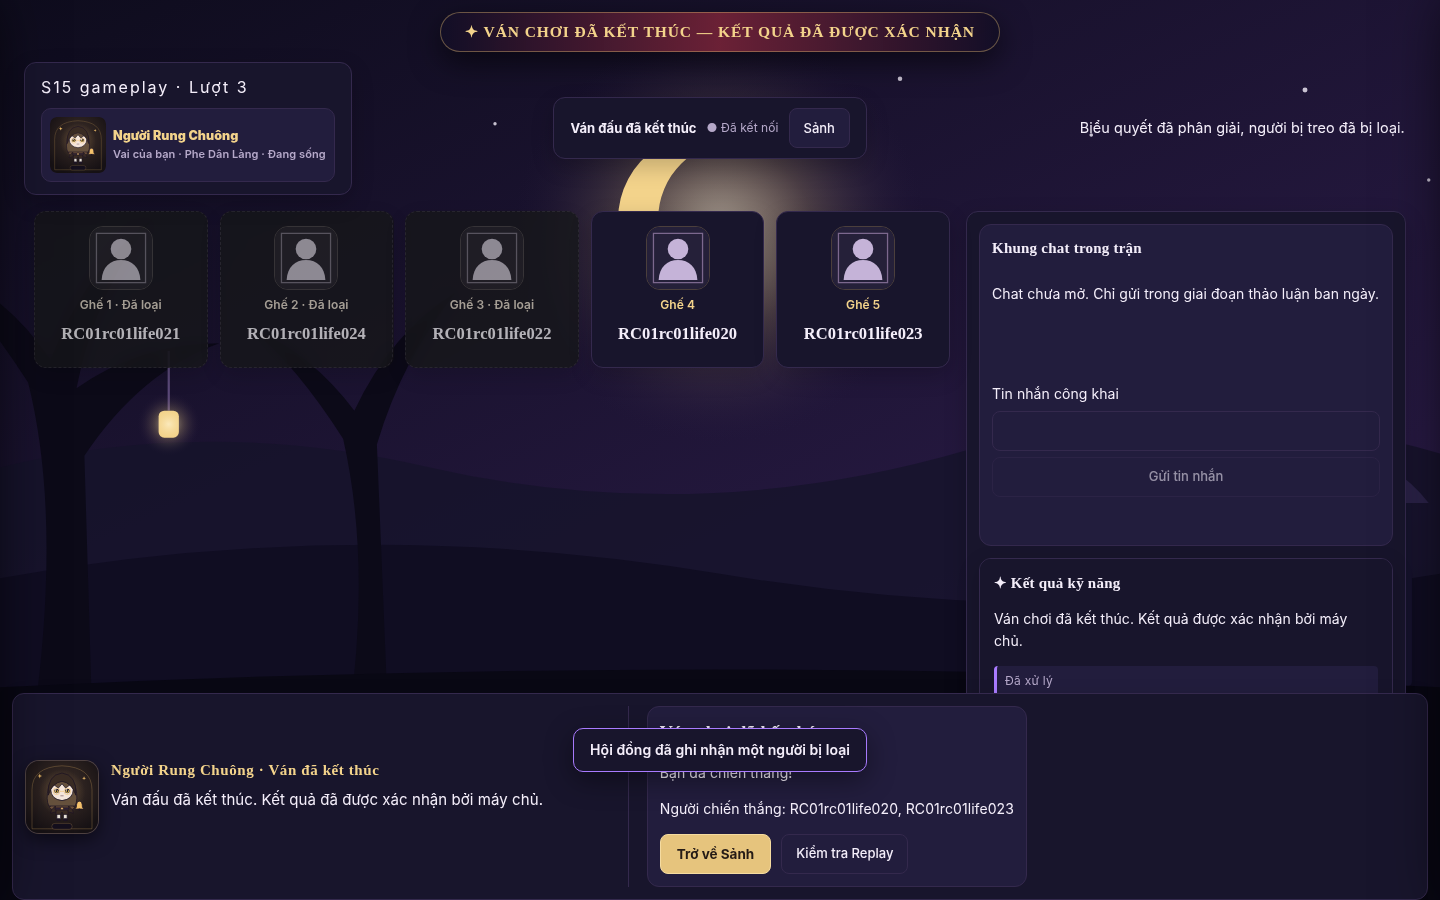 ✦ VÁN CHƠI ĐÃ KẾT THÚC — KẾT QUẢ ĐÃ ĐƯỢC XÁC NHẬN
S15 gameplay · Lượt 3
Người Rung Chuông
Vai của bạn · Phe Dân Làng · Đang sống
Ván đấu đã kết thúc
Đã kết nối
Sảnh
Biểu quyết đã phân giải, người bị treo đã bị loại.
Ghế 1 · Đã loại
RC01rc01life021
Ghế 2 · Đã loại
RC01rc01life024
Ghế 3 · Đã loại
RC01rc01life022
Ghế 4
RC01rc01life020
Ghế 5
RC01rc01life023
Khung chat trong trận
Chat chưa mở. Chỉ gửi trong giai đoạn thảo luận ban ngày.
Tin nhắn công khai
Gửi tin nhắn
✦ Kết quả kỹ năng
Ván chơi đã kết thúc. Kết quả được xác nhận bởi máy
chủ.
Đã xử lý
Người Rung Chuông · Ván đã kết thúc
Ván đấu đã kết thúc. Kết quả đã được xác nhận bởi máy chủ.
Hội đồng đã ghi nhận một người bị loại
Bạn đã chiến thắng!
Người chiến thắng: RC01rc01life020, RC01rc01life023
Trở về Sảnh
Kiểm tra Replay